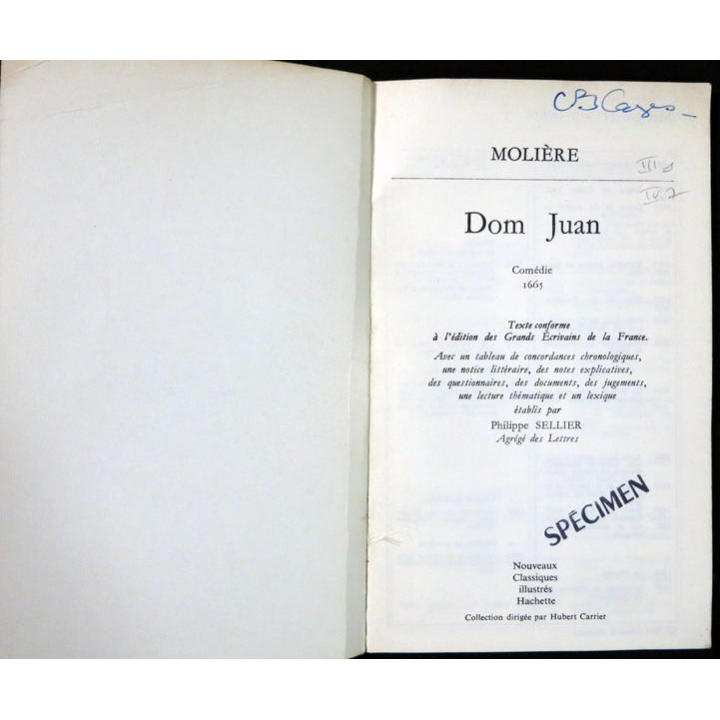 MOLIÈRE
Dom Juan
Comédie
1665
Texte conforme
à l'édition des Grands Écrivains de la France.
Avec un tableau de concordances chronologiques,
une notice littéraire, des notes explicatives,
des questionnaires, des documents, des jugements,
une lecture thématique et un lexique
établis par
Philippe SELLIER
Agrégé des Lettres
SPÉCIMEN
Nouveaux
Classiques
illustrés
Hachette
Collection dirigée par Hubert Carrier